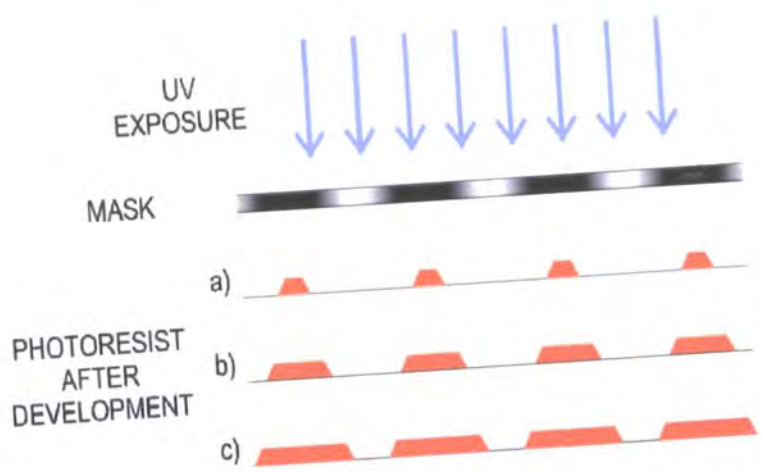 UV
EXPOSURE
MASK
a)
PHOTORESIST
AFTER
DEVELOPMENT
b)
c)